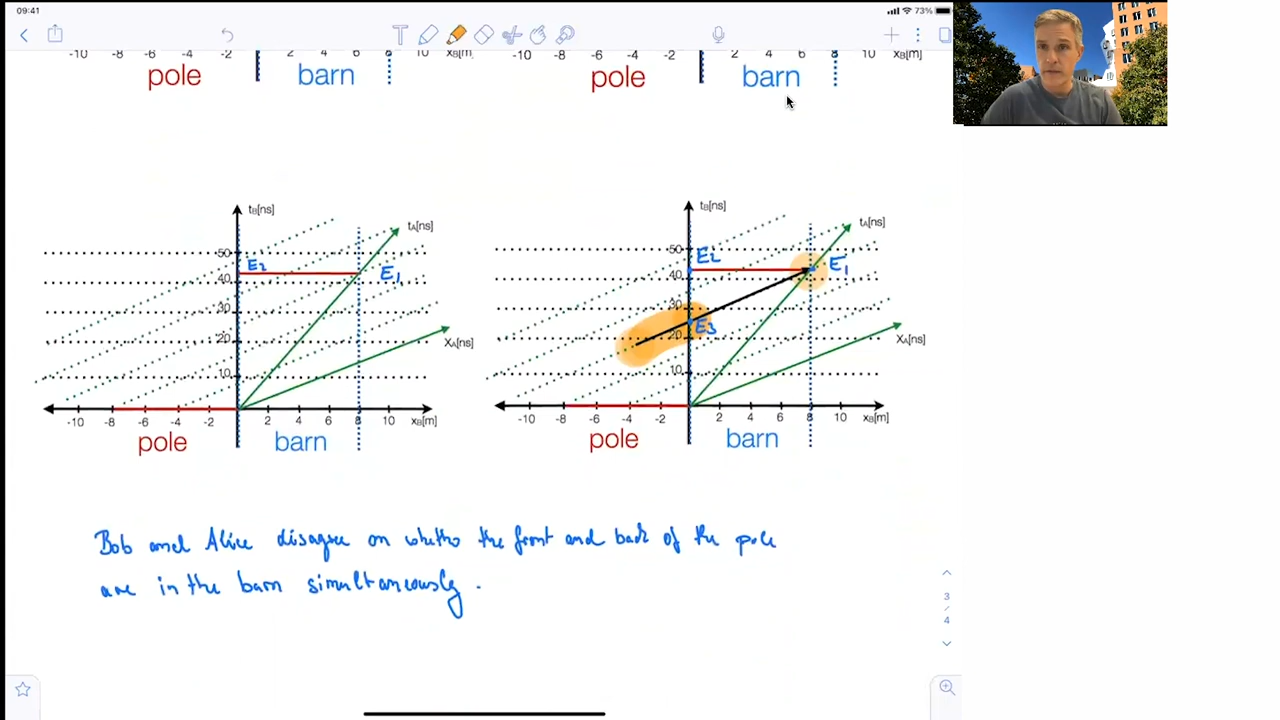 09:41
73%
-10 -8 -6 -4 -2 2 4 6 8 10 xB[m]
-10 -8 -6 -4 -2 2 4 6 8 10 xB[m]
pole barn
pole barn
tB[ns]
tA[ns]
50
40
30
20
10
E2
E1
xA[ns]
-10 -8 -6 -4 -2 2 4 6 8 10 xB[m]
pole barn
tB[ns]
tA[ns]
50
40
30
20
10
E2
E1
E3
xA[ns]
-10 -8 -6 -4 -2 2 4 6 8 10 xB[m]
pole barn
Bob and Alice disagree on whether the front and back of the pole
are in the barn simultaneously.
3
/
4